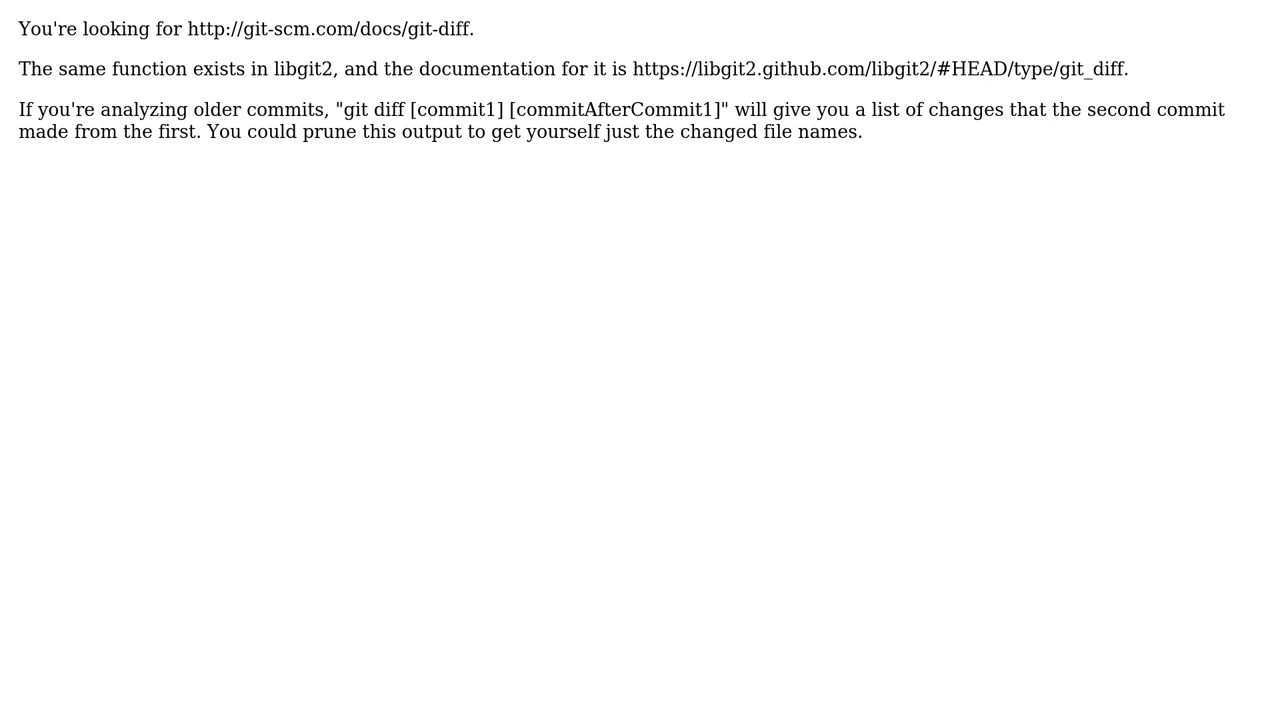 You're looking for http://git-scm.com/docs/git-diff.
The same function exists in libgit2, and the documentation for it is https://libgit2.github.com/libgit2/#HEAD/type/git_diff.
If you're analyzing older commits, "git diff [commit1] [commitAfterCommit1]" will give you a list of changes that the second commit
made from the first. You could prune this output to get yourself just the changed file names.